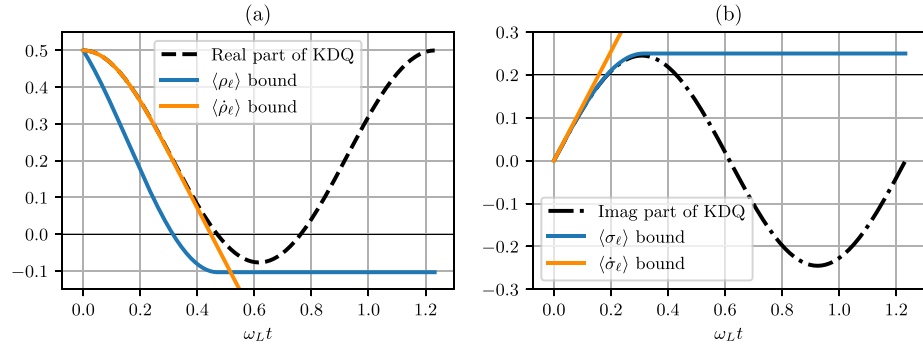 (a)
0.5
0.4
0.3
0.2
0.1
0.0
−0.1
0.0 0.2 0.4 0.6 0.8 1.0 1.2
ω_L t
Real part of KDQ
⟨ρ_ℓ⟩ bound
⟨ρ̇_ℓ⟩ bound
(b)
0.3
0.2
0.1
0.0
−0.1
−0.2
−0.3
0.0 0.2 0.4 0.6 0.8 1.0 1.2
ω_L t
Imag part of KDQ
⟨σ_ℓ⟩ bound
⟨σ̇_ℓ⟩ bound